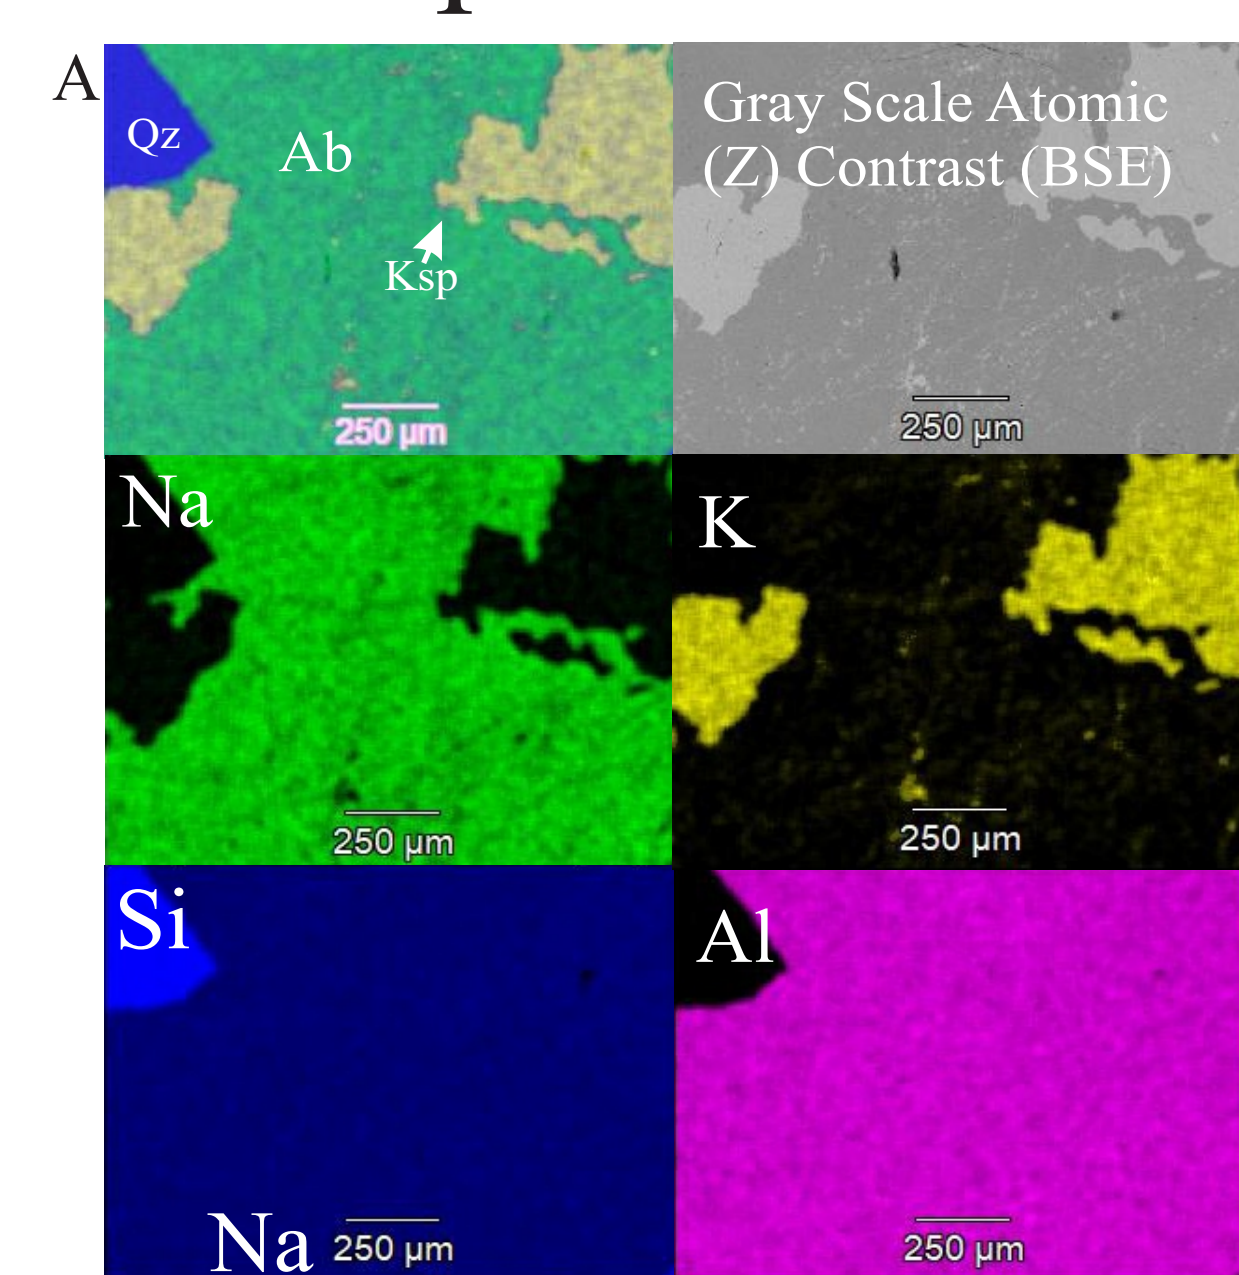 A
Qz
Ab
Ksp
250 µm
Gray Scale Atomic
(Z) Contrast (BSE)
250 µm
Na
250 µm
K
250 µm
Si
Na
250 µm
Al
250 µm